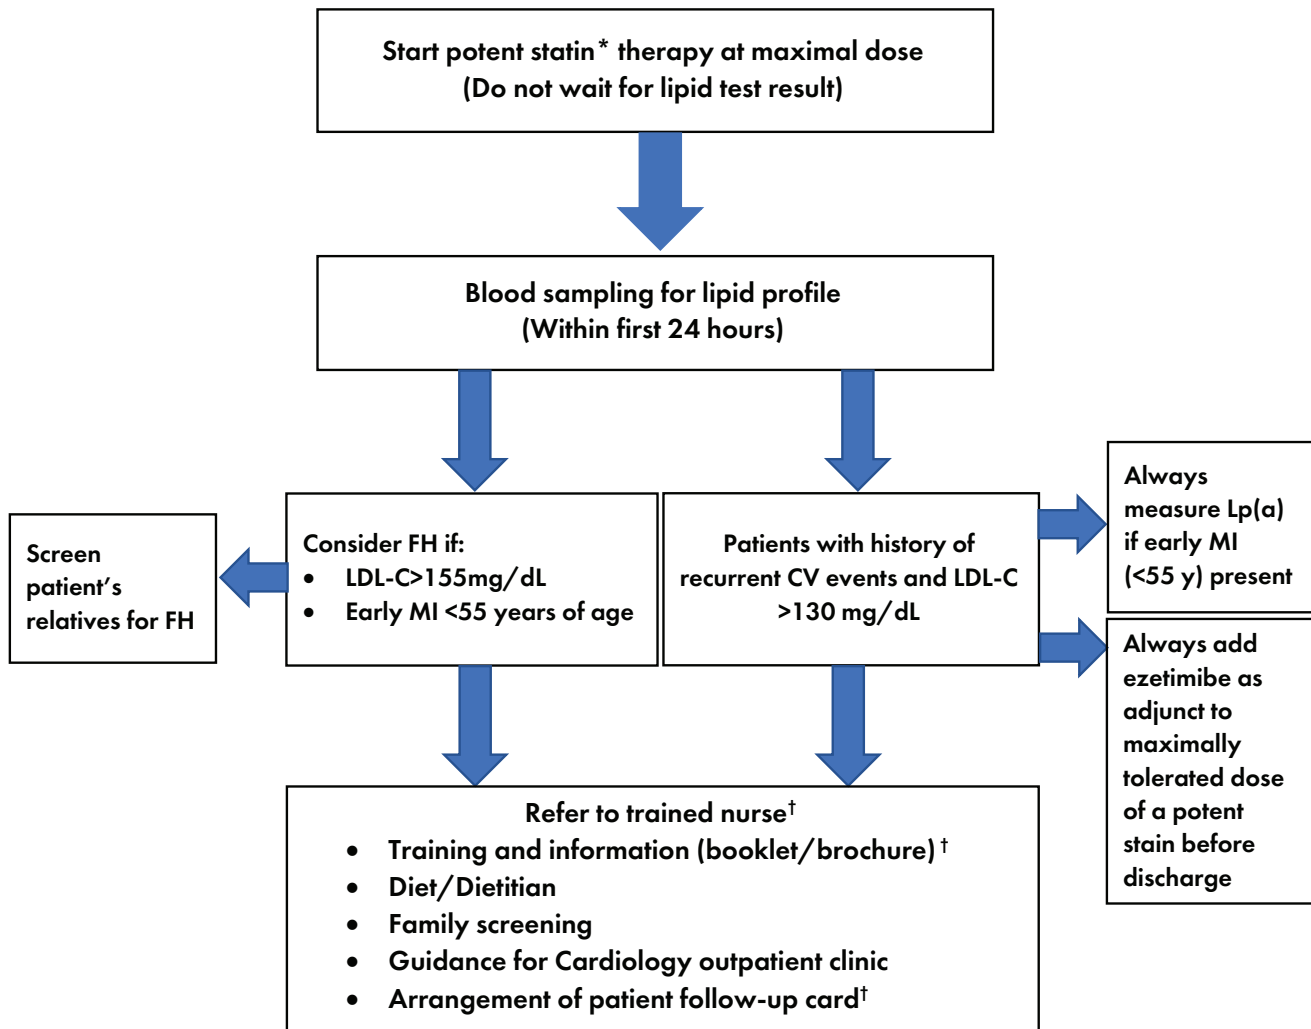 Start potent statin* therapy at maximal dose
(Do not wait for lipid test result)
Blood sampling for lipid profile
(Within first 24 hours)
Screen
patient's
relatives for FH
Consider FH if:
• LDL-C>155mg/dL
• Early MI <55 years of age
Patients with history of
recurrent CV events and LDL-C
>130 mg/dL
Always
measure Lp(a)
if early MI
(<55 y) present
Always add
ezetimibe as
adjunct to
maximally
tolerated dose
of a potent
stain before
discharge
Refer to trained nurse†
• Training and information (booklet/brochure)†
• Diet/Dietitian
• Family screening
• Guidance for Cardiology outpatient clinic
• Arrangement of patient follow-up card†